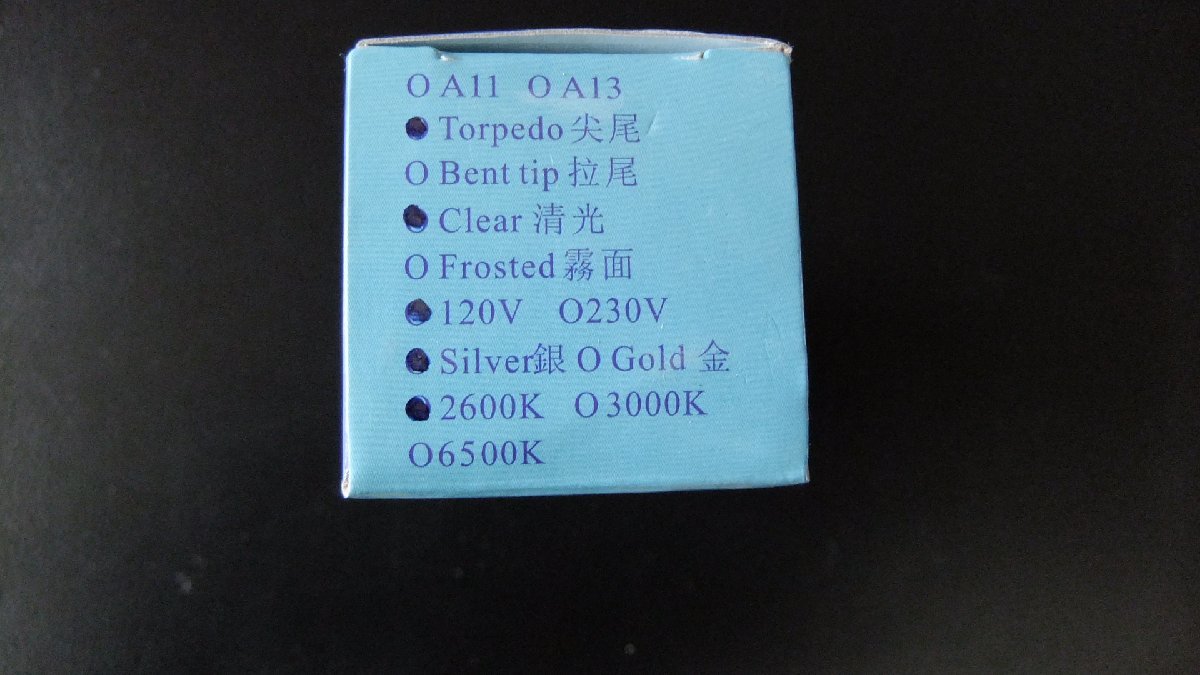 O A11 O A13
● Torpedo 尖尾
O Bent tip 拉尾
● Clear 清光
O Frosted 霧面
● 120V O230V
● Silver銀 O Gold 金
● 2600K O 3000K
O6500K